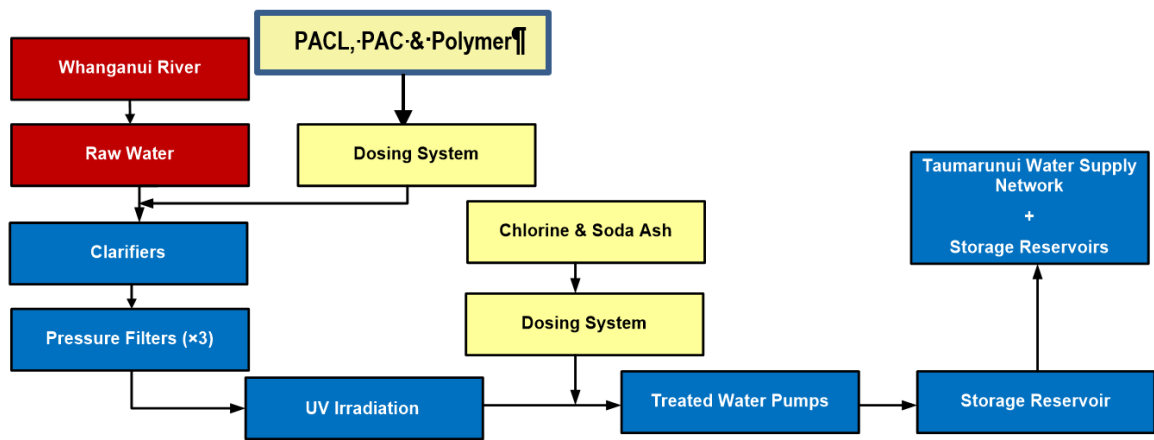 PACL,·PAC·&·Polymer¶
Whanganui River
Raw Water
Dosing System
Taumarunui Water Supply
Network
+
Storage Reservoirs
Clarifiers
Chlorine & Soda Ash
Pressure Filters (×3)
Dosing System
UV Irradiation
Treated Water Pumps
Storage Reservoir